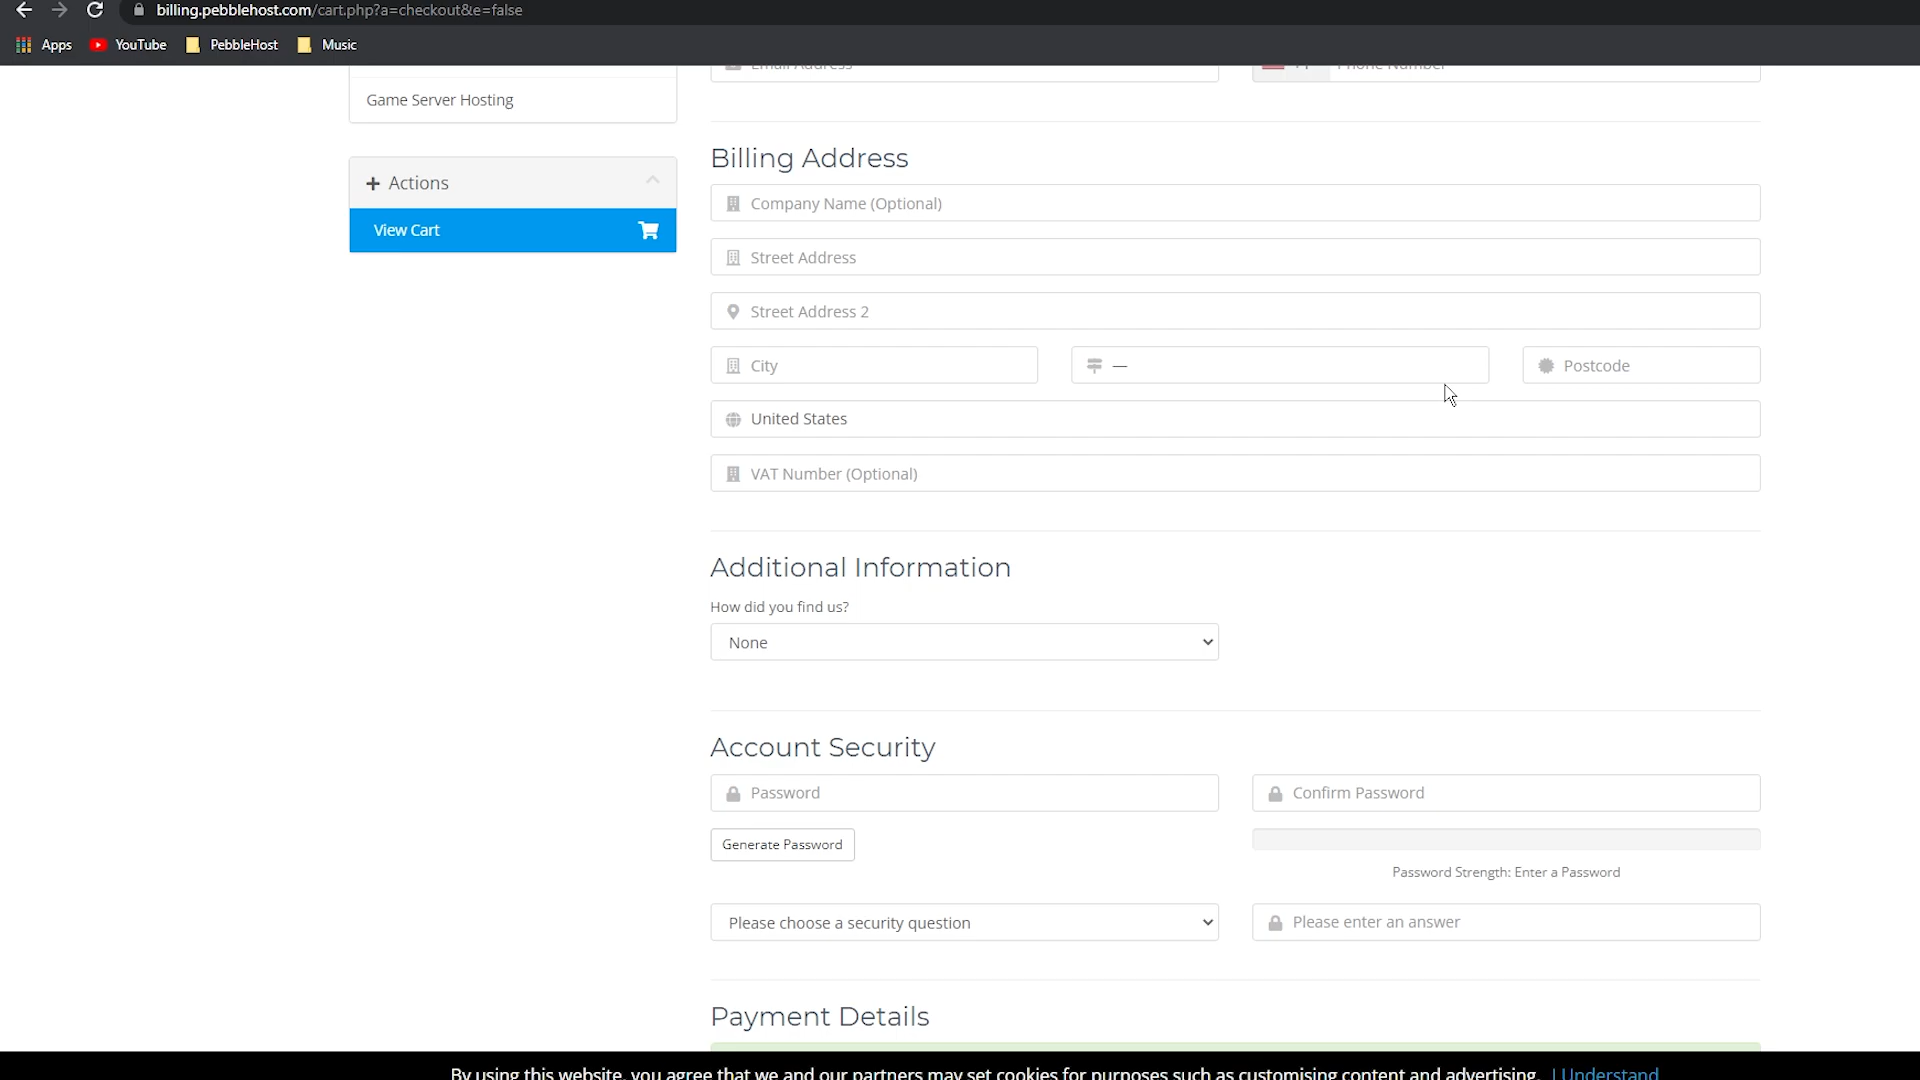 billing.pebblehost.com/cart.php?a=checkout&e=false
Apps YouTube PebbleHost Music
Email Address
Phone Number
Game Server Hosting
Billing Address
Actions
Company Name (Optional)
View Cart
Street Address
Street Address 2
City — Postcode
United States
VAT Number (Optional)
Additional Information
How did you find us?
None
Account Security
Password Confirm Password
Generate Password
Password Strength: Enter a Password
Please choose a security question Please enter an answer
Payment Details
By using this website, you agree that we and our partners may set cookies for purposes such as customising content and advertising. I Understand